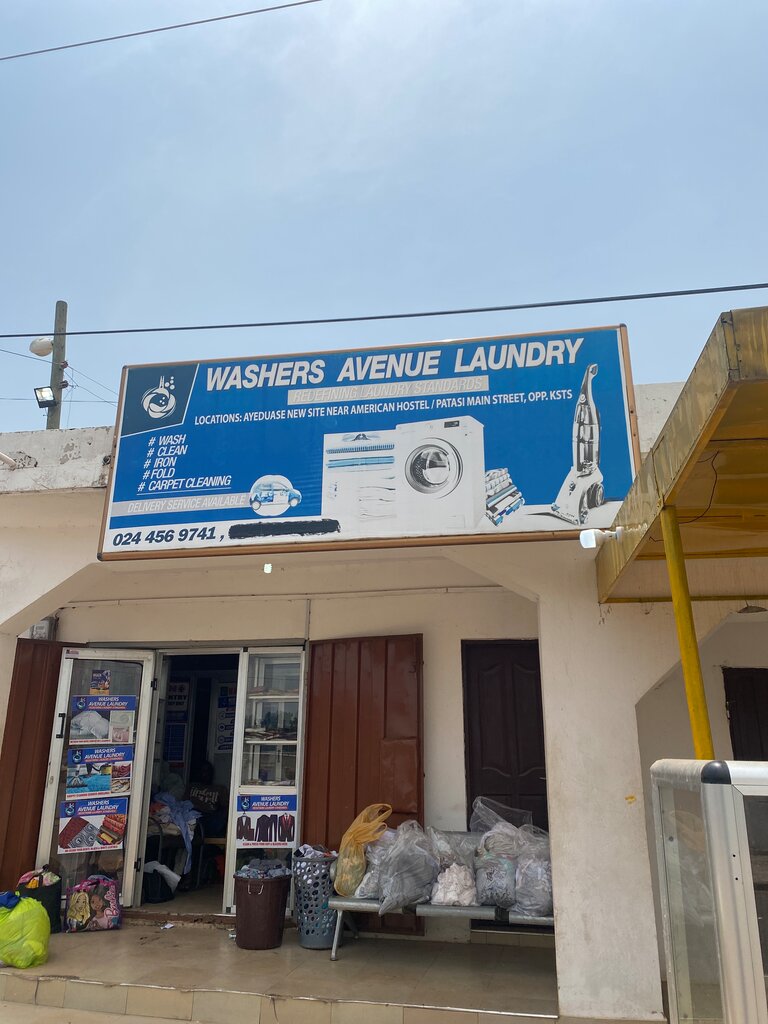 WASHERS AVENUE LAUNDRY
REDEFINING LAUNDRY STANDARDS
LOCATIONS: AYEDUASE NEW SITE NEAR AMERICAN HOSTEL / PATASI MAIN STREET, OPP. KSTS
# WASH
# CLEAN
# IRON
# FOLD
# CARPET CLEANING
DELIVERY SERVICE AVAILABLE
024 456 9741 ,
WASHERS
AVENUE LAUNDRY
WASHERS
AVENUE LAUNDRY
WASHERS
AVENUE LAUNDRY
WASHERS
AVENUE LAUNDRY
Barbie